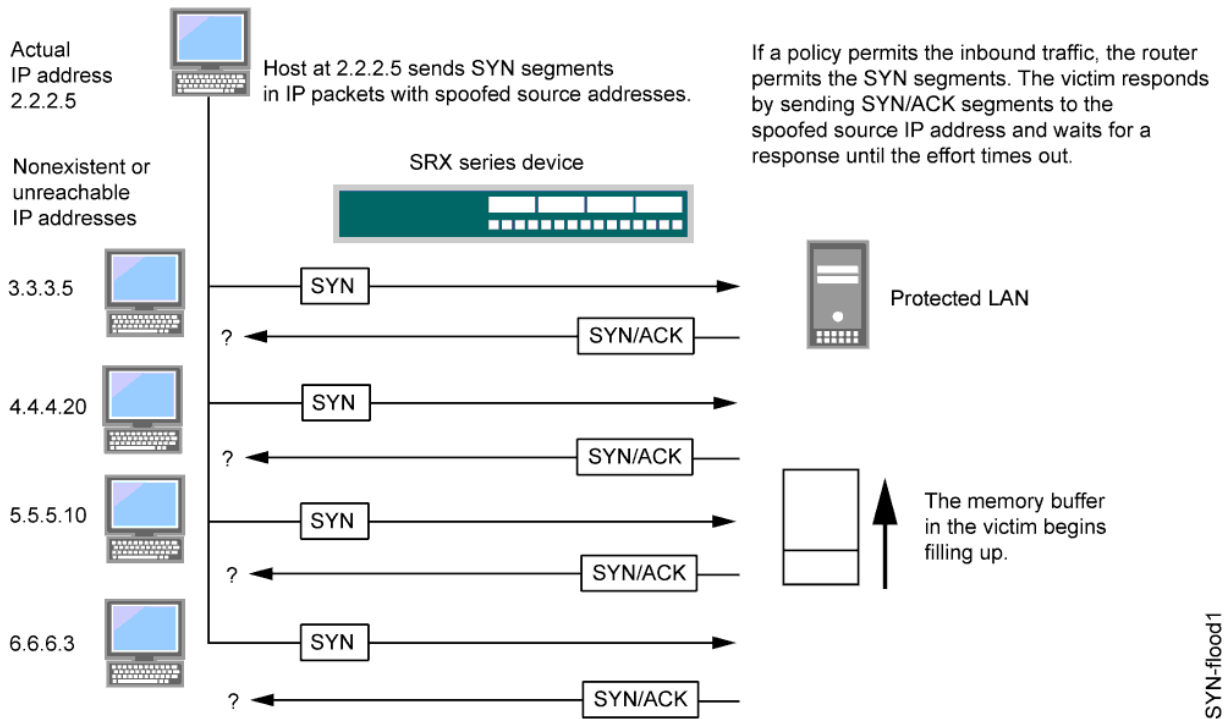 Actual
IP address
2.2.2.5
Host at 2.2.2.5 sends SYN segments
in IP packets with spoofed source addresses.
If a policy permits the inbound traffic, the router
permits the SYN segments. The victim responds
by sending SYN/ACK segments to the
spoofed source IP address and waits for a
response until the effort times out.
Nonexistent or
unreachable
IP addresses
SRX series device
3.3.3.5
SYN
Protected LAN
?
SYN/ACK
4.4.4.20
SYN
?
SYN/ACK
5.5.5.10
SYN
The memory buffer
in the victim begins
filling up.
?
SYN/ACK
6.6.6.3
SYN
?
SYN/ACK
SYN-flood1